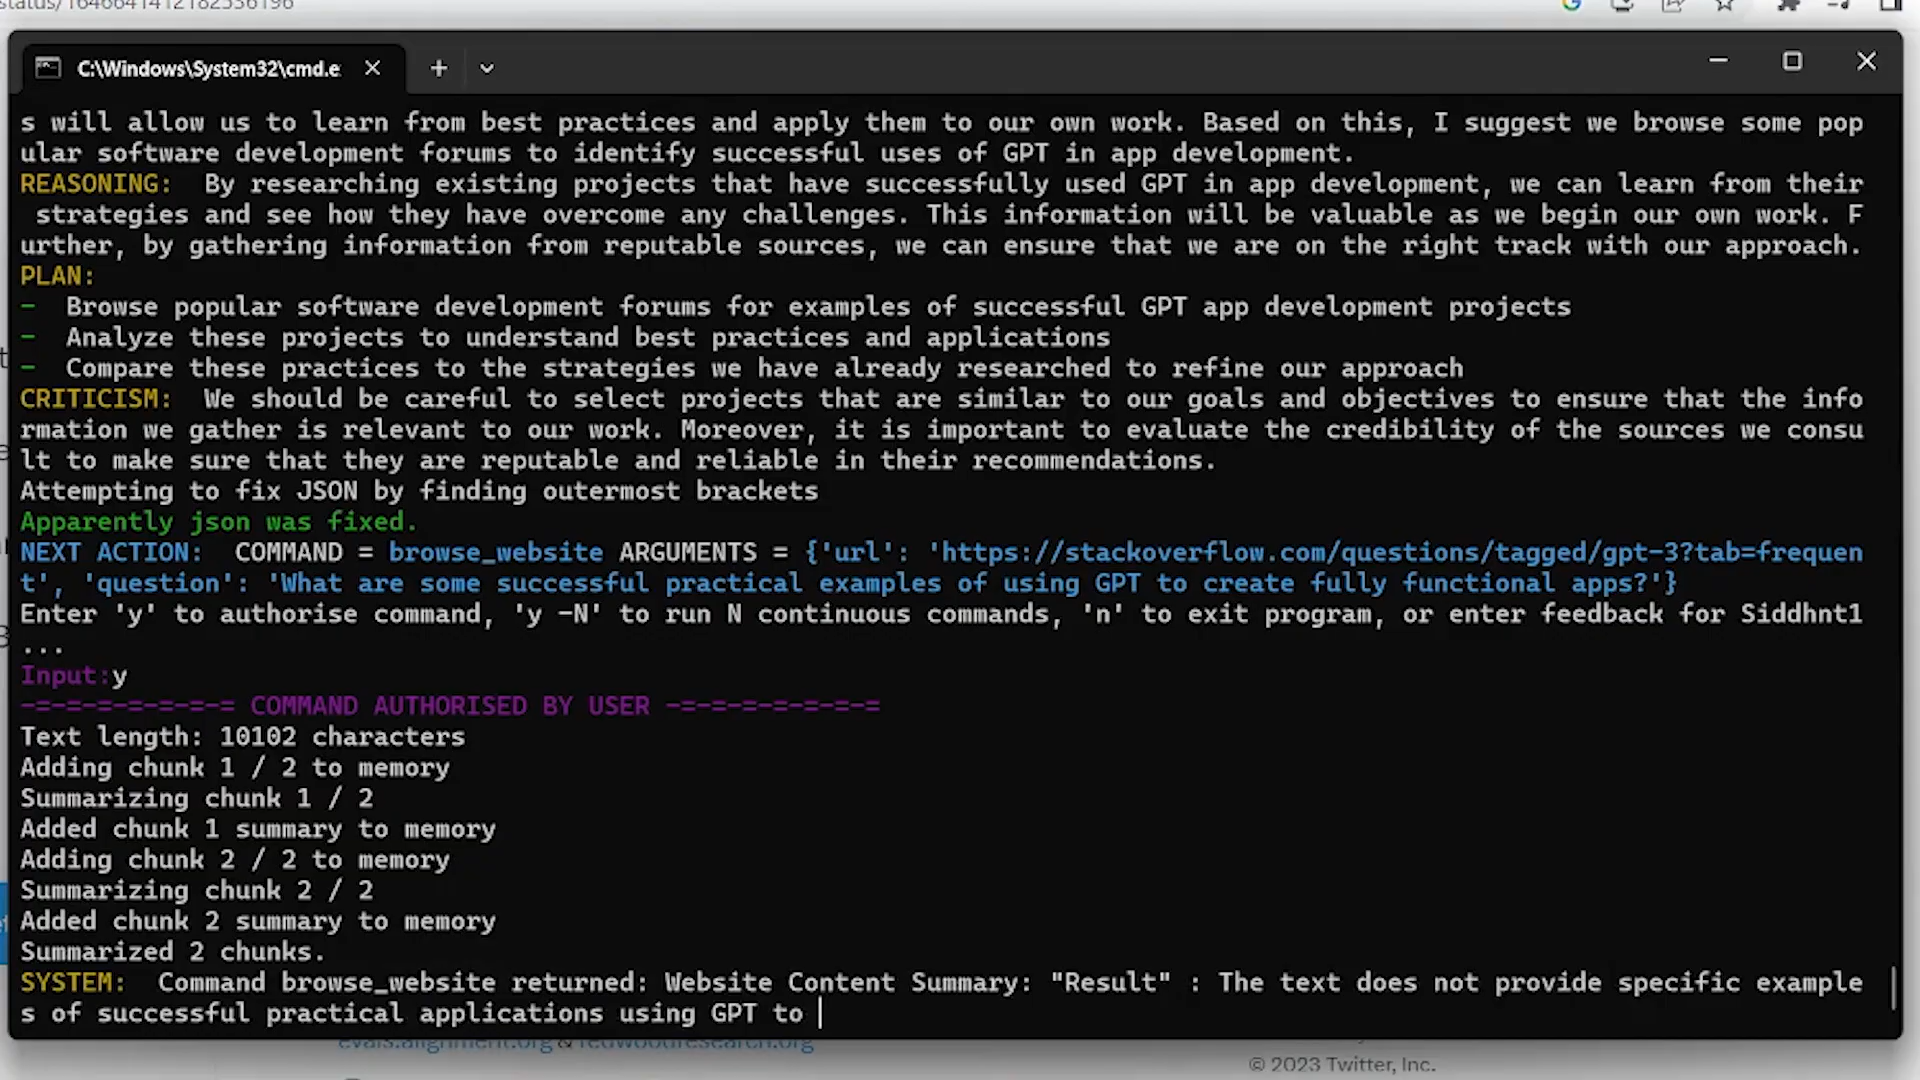 status/1646641412182536196
C:\Windows\System32\cmd.e
s will allow us to learn from best practices and apply them to our own work. Based on this, I suggest we browse some pop
ular software development forums to identify successful uses of GPT in app development.
REASONING:  By researching existing projects that have successfully used GPT in app development, we can learn from their
 strategies and see how they have overcome any challenges. This information will be valuable as we begin our own work. F
urther, by gathering information from reputable sources, we can ensure that we are on the right track with our approach.
PLAN:
-  Browse popular software development forums for examples of successful GPT app development projects
-  Analyze these projects to understand best practices and applications
-  Compare these practices to the strategies we have already researched to refine our approach
CRITICISM:  We should be careful to select projects that are similar to our goals and objectives to ensure that the info
rmation we gather is relevant to our work. Moreover, it is important to evaluate the credibility of the sources we consu
lt to make sure that they are reputable and reliable in their recommendations.
Attempting to fix JSON by finding outermost brackets
Apparently json was fixed.
NEXT ACTION:  COMMAND = browse_website ARGUMENTS = {'url': 'https://stackoverflow.com/questions/tagged/gpt-3?tab=frequen
t', 'question': 'What are some successful practical examples of using GPT to create fully functional apps?'}
Enter 'y' to authorise command, 'y -N' to run N continuous commands, 'n' to exit program, or enter feedback for Siddhnt1
...
Input:y
-=-=-=-=-=-=-= COMMAND AUTHORISED BY USER -=-=-=-=-=-=-=
Text length: 10102 characters
Adding chunk 1 / 2 to memory
Summarizing chunk 1 / 2
Added chunk 1 summary to memory
Adding chunk 2 / 2 to memory
Summarizing chunk 2 / 2
Added chunk 2 summary to memory
Summarized 2 chunks.
SYSTEM:  Command browse_website returned: Website Content Summary: "Result" : The text does not provide specific example
s of successful practical applications using GPT to
evals.alignment.org & redwoodresearch.org
© 2023 Twitter, Inc.